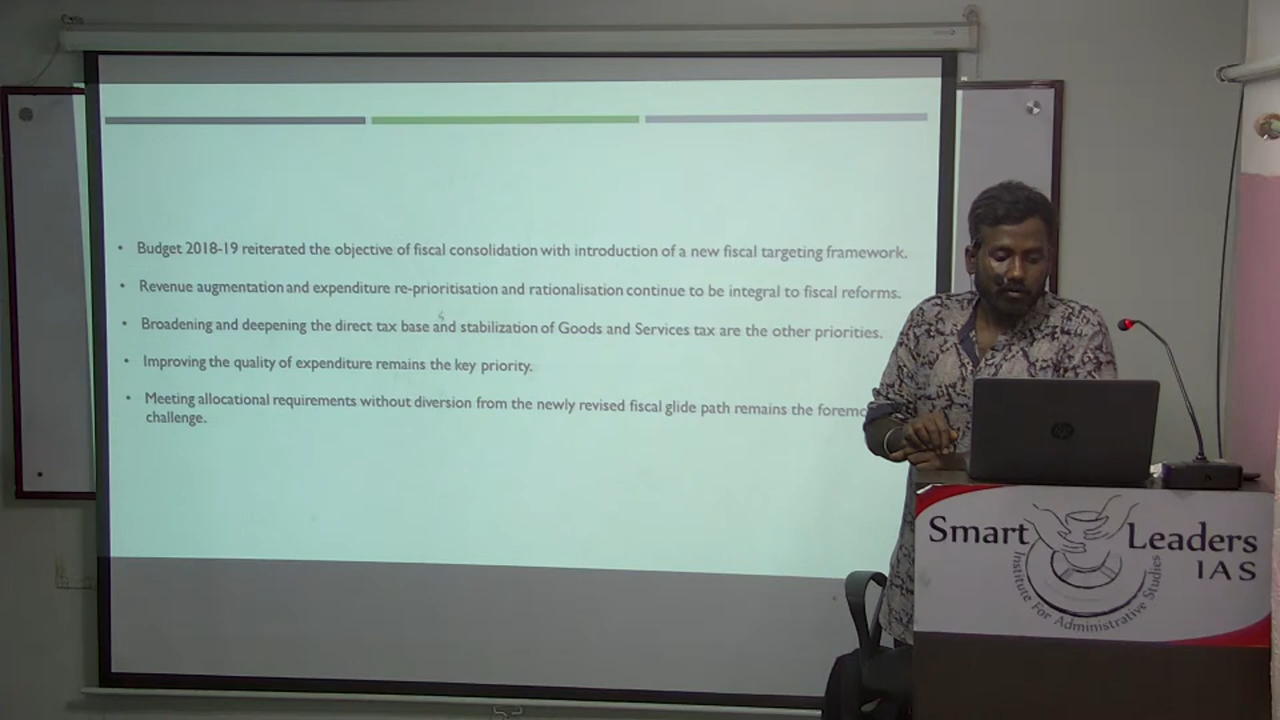 • Budget 2018-19 reiterated the objective of fiscal consolidation with introduction of a new fiscal targeting framework.
• Revenue augmentation and expenditure re-prioritisation and rationalisation continue to be integral to fiscal reforms.
• Broadening and deepening the direct tax base and stabilization of Goods and Services tax are the other priorities.
• Improving the quality of expenditure remains the key priority.
• Meeting allocational requirements without diversion from the newly revised fiscal glide path remains the foremo
challenge.
hp
Smart Leaders
IAS
Institute For Administrative Studies